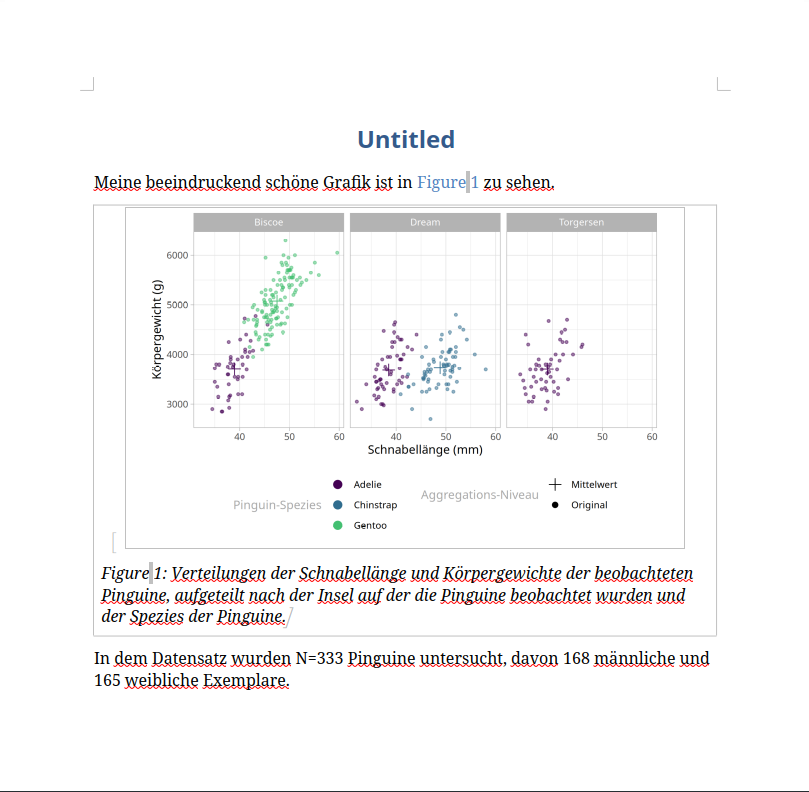 Untitled
Meine beeindruckend schöne Grafik ist in Figure 1 zu sehen.
Biscoe Dream Torgersen
6000
5000
4000
3000
Körpergewicht (g)
40 50 60 40 50 60 40 50 60
Schnabellänge (mm)
Pinguin-Spezies
Adelie
Chinstrap
Gentoo
Aggregations-Niveau
Mittelwert
Original
Figure 1: Verteilungen der Schnabellänge und Körpergewichte der beobachteten
Pinguine, aufgeteilt nach der Insel auf der die Pinguine beobachtet wurden und
der Spezies der Pinguine.
In dem Datensatz wurden N=333 Pinguine untersucht, davon 168 männliche und
165 weibliche Exemplare.